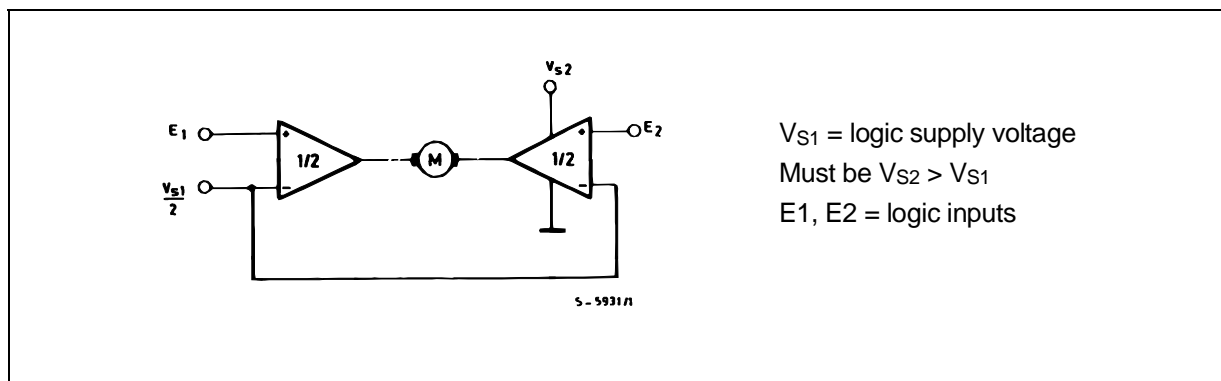 Vs2
E1
+
1/2
M
+
1/2
E2
Vs1
2
−
−
S-5931/1
VS1 = logic supply voltage
Must be VS2 > VS1
E1, E2 = logic inputs